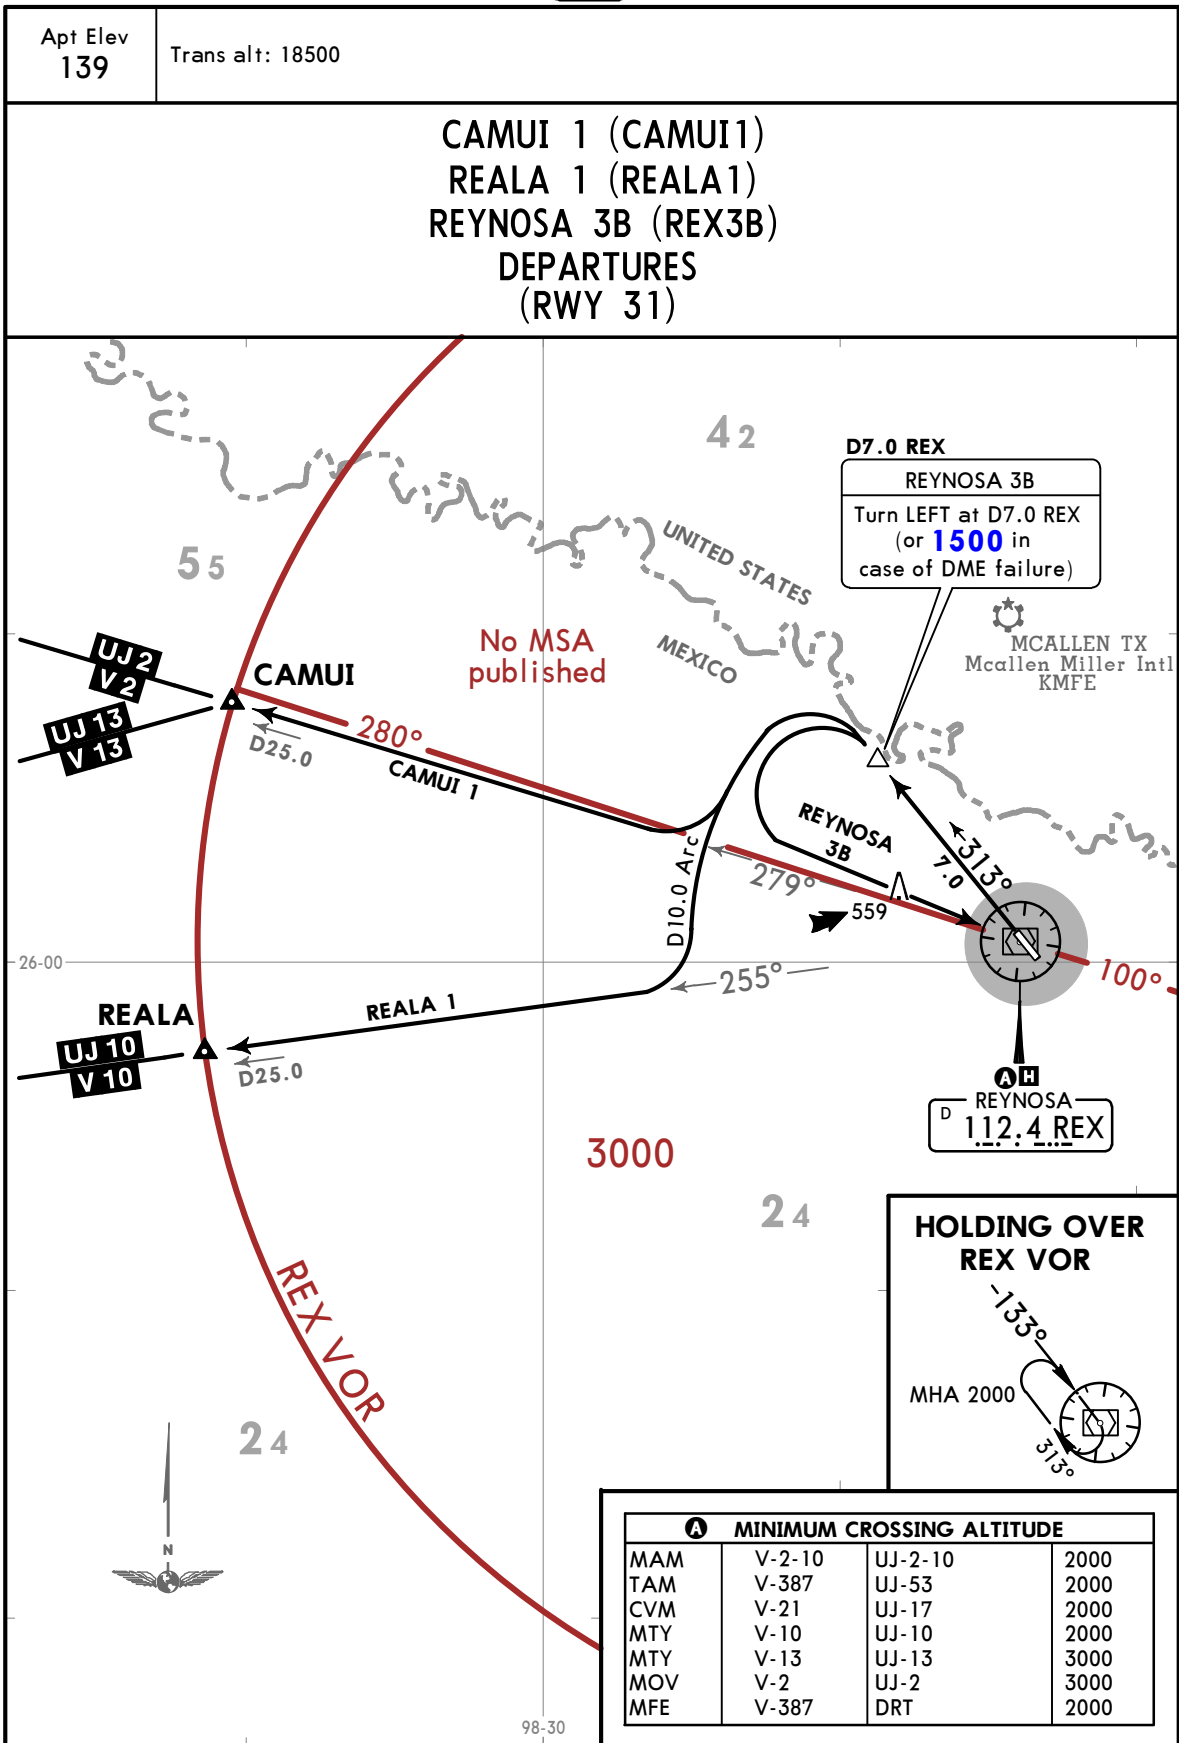 Apt Elev
139
Trans alt: 18500
CAMUI 1 (CAMUI1)
REALA 1 (REALA1)
REYNOSA 3B (REX3B)
DEPARTURES
(RWY 31)
42
D7.0 REX
REYNOSA 3B
Turn LEFT at D7.0 REX
(or 1500 in
case of DME failure)
55
UNITED STATES
MEXICO
No MSA
published
MCALLEN TX
Mcallen Miller Intl
KMFE
UJ 2
V 2
UJ 13
V 13
CAMUI
D25.0
280°
CAMUI 1
REYNOSA
3B
313°
7.0
D10.0 Arc
279°
559
26-00
255°
100°
REALA
REALA 1
UJ 10
V 10
D25.0
A H
REYNOSA
D 112.4 REX
3000
24
HOLDING OVER
REX VOR
133°
MHA 2000
313°
REX VOR
24
N
A MINIMUM CROSSING ALTITUDE
MAM V-2-10 UJ-2-10 2000
TAM V-387 UJ-53 2000
CVM V-21 UJ-17 2000
MTY V-10 UJ-10 2000
MTY V-13 UJ-13 3000
MOV V-2 UJ-2 3000
MFE V-387 DRT 2000
98-30